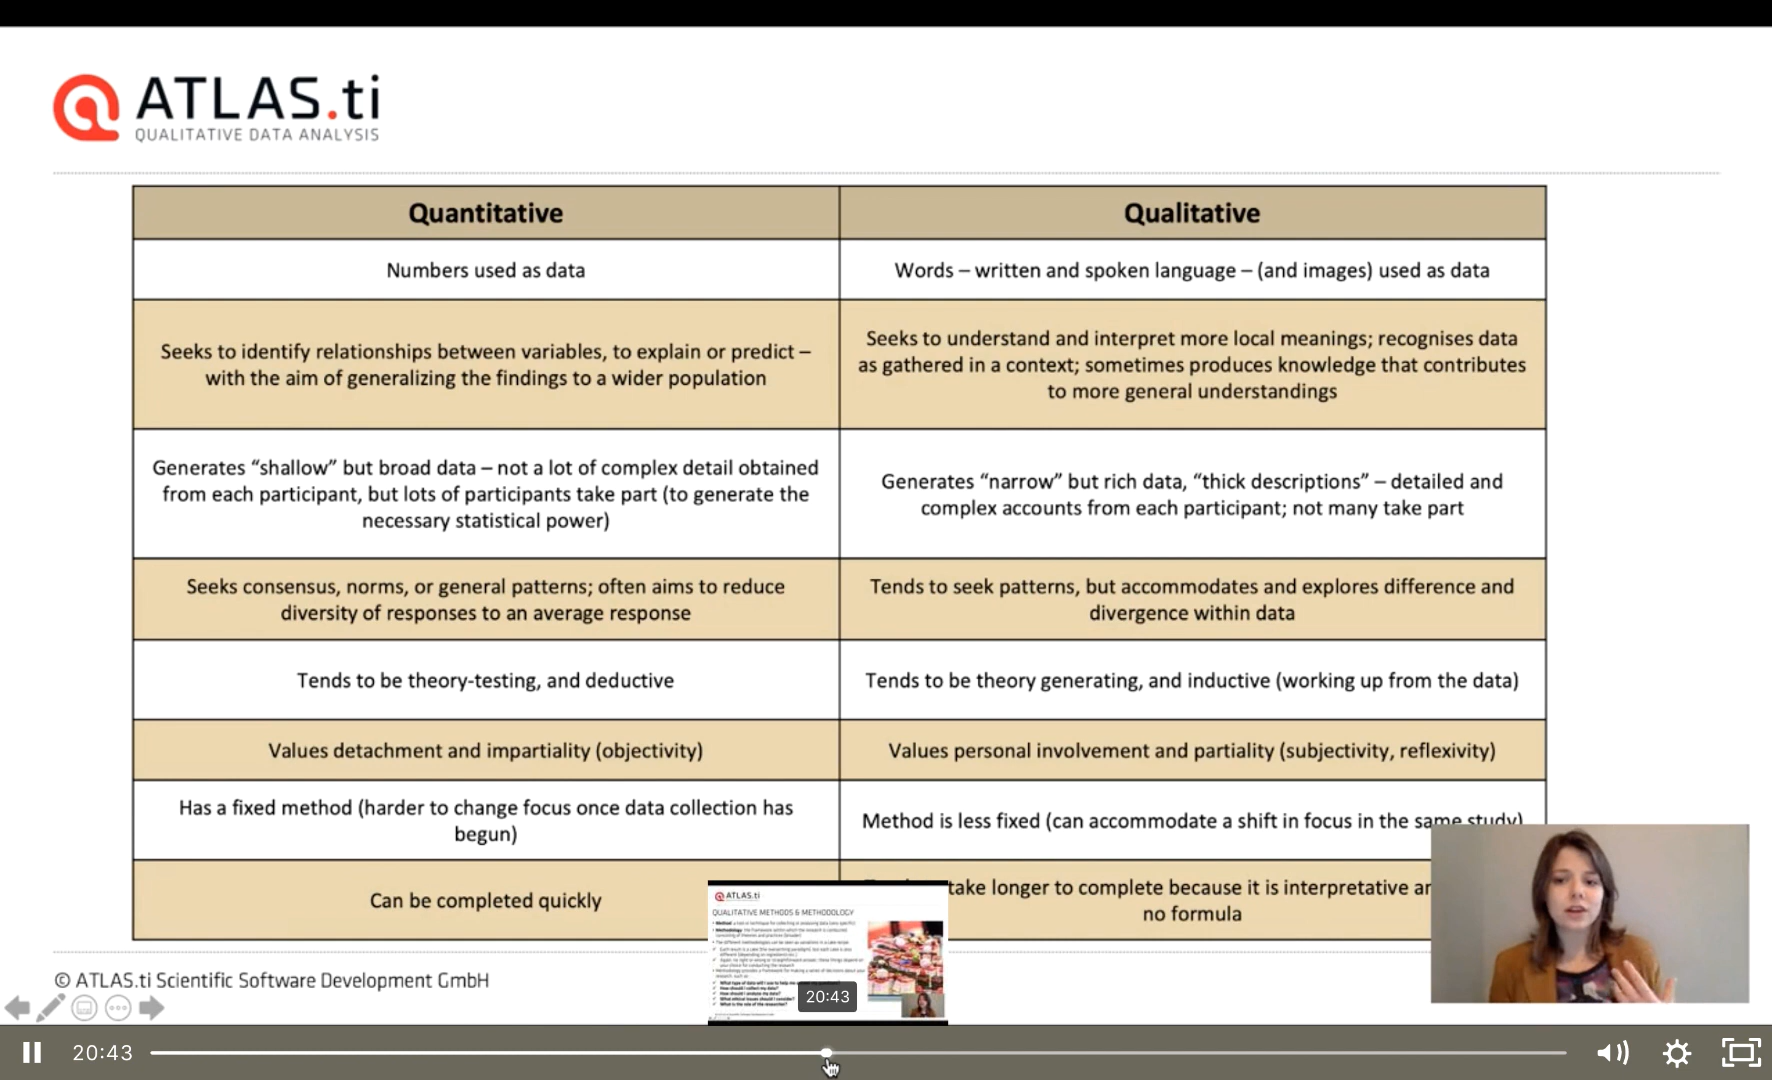 ATLAS.ti
QUALITATIVE DATA ANALYSIS
Quantitative
Qualitative
Numbers used as data
Words – written and spoken language – (and images) used as data
Seeks to identify relationships between variables, to explain or predict –
with the aim of generalizing the findings to a wider population
Seeks to understand and interpret more local meanings; recognises data
as gathered in a context; sometimes produces knowledge that contributes
to more general understandings
Generates “shallow” but broad data – not a lot of complex detail obtained
from each participant, but lots of participants take part (to generate the
necessary statistical power)
Generates “narrow” but rich data, “thick descriptions” – detailed and
complex accounts from each participant; not many take part
Seeks consensus, norms, or general patterns; often aims to reduce
diversity of responses to an average response
Tends to seek patterns, but accommodates and explores difference and
divergence within data
Tends to be theory-testing, and deductive
Tends to be theory generating, and inductive (working up from the data)
Values detachment and impartiality (objectivity)
Values personal involvement and partiality (subjectivity, reflexivity)
Has a fixed method (harder to change focus once data collection has
begun)
Method is less fixed (can accommodate a shift in focus in the same study)
Can be completed quickly
take longer to complete because it is interpretative
no formula
ATLAS.ti
QUALITATIVE METHODS & METHODOLOGY
20:43
© ATLAS.ti Scientific Software Development GmbH
20:43